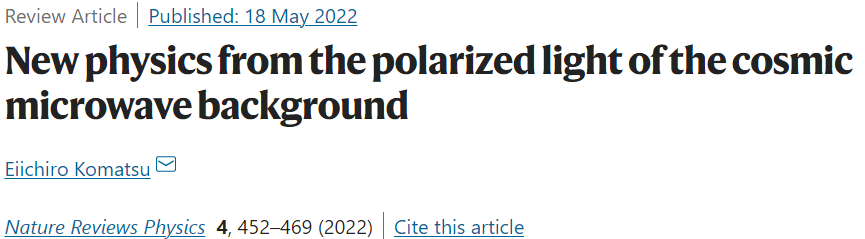 Review Article | Published: 18 May 2022
New physics from the polarized light of the cosmic
microwave background
Eiichiro Komatsu
Nature Reviews Physics 4, 452–469 (2022) | Cite this article